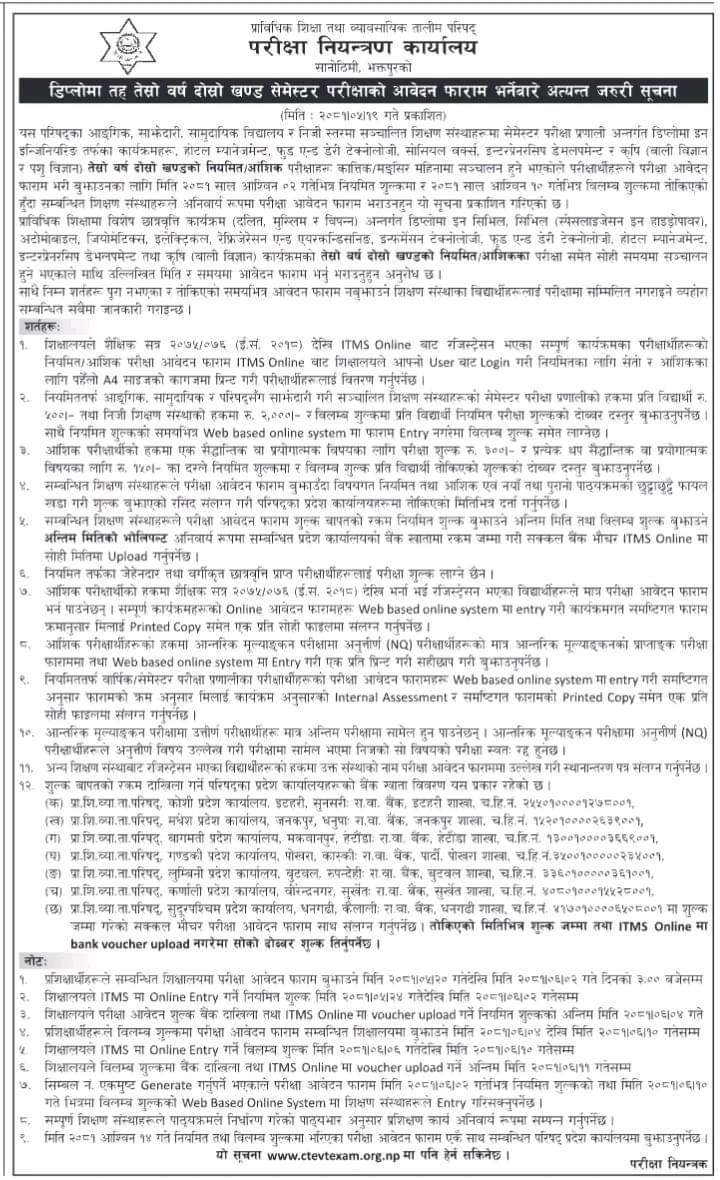 प्राविधिक शिक्षा तथा व्यावसायिक तालीम परिषद्
परीक्षा नियन्त्रण कार्यालय
सानोठिमी, भक्तपुरको
डिप्लोमा तह तेस्रो वर्ष दोस्रो खण्ड सेमेस्टर परीक्षाको आवेदन फाराम भर्नेबारे अत्यन्त जरुरी सूचना
(मिति : २०८१।०५।१९ गते प्रकाशित)
यस परिषद्का आङ्गिक, साझेदारी, सामुदायिक विद्यालय र निजी स्तरमा सञ्चालित शिक्षण संस्थाहरूमा सेमेस्टर परीक्षा प्रणाली अन्तर्गत डिप्लोमा इन
इन्जिनियरिङ तर्फका कार्यक्रमहरू, होटल म्यानेजमेन्ट, फुड एन्ड डेरी टेक्नोलोजी, सोसियल वर्क्स, इन्टरप्रेनरसिप डेभलपमेन्ट र कृषि (बाली विज्ञान
र पशु विज्ञान) तेस्रो वर्ष दोस्रो खण्डको नियमित/आंशिक परीक्षाहरू कात्तिक/मङ्सिर महिनामा सञ्चालन हुने भएकोले परीक्षार्थीहरूले परीक्षा आवेदन
फाराम भरी बुझाउनका लागि मिति २०८१ साल आश्विन ०२ गतेभित्र नियमित शुल्कमा र २०८१ साल आश्विन १० गतेभित्र विलम्ब शुल्कमा तोकिएको
हुँदा सम्बन्धित शिक्षण संस्थाहरूले अनिवार्य रूपमा परीक्षा आवेदन फाराम भराउनहुन यो सूचना प्रकाशित गरिएको छ ।
प्राविधिक शिक्षामा विशेष छात्रवृत्ति कार्यक्रम (दलित, मुस्लिम र विपन्न) अन्तर्गत डिप्लोमा इन सिभिल, सिभिल (स्पेसलाइजेसन इन हाइड्रोपावर),
अटोमोबाइल, जियोमेटिक्स, इलेक्ट्रिकल, रेफ्रिजेरेसन एन्ड एयरकन्डिसनिङ, इन्फर्मेसन टेक्नोलोजी, फुड एन्ड डेरी टेक्नोलोजी, होटल म्यानेजमेन्ट,
इन्टरप्रेनरसिप डेभलपमेन्ट तथा कृषि (बाली विज्ञान) कार्यक्रमको तेस्रो वर्ष दोस्रो खण्डको नियमित/आंशिकका परीक्षा समेत सोही समयमा सञ्चालन
हुने भएकाले माथि उल्लिखित मिति र समयमा आवेदन फाराम भर्नु भराउनुहुन अनुरोध छ ।
साथै निम्न शर्तहरू पूरा नभएका र तोकिएको समयभित्र आवेदन फाराम नबुझाउने शिक्षण संस्थाका विद्यार्थीहरूलाई परीक्षामा सम्मिलित नगराइने व्यहोरा
सम्बन्धित सबैमा जानकारी गराइन्छ ।
शर्तहरू:
१. शिक्षालयले शैक्षिक सत्र २०७५/०७६ (ई.सं. २०१८) देखि ITMS Online बाट रजिस्ट्रेसन भएका सम्पूर्ण कार्यक्रमका परीक्षार्थीहरूको
नियमित/आंशिक परीक्षा आवेदन फाराम ITMS Online बाट शिक्षालयले आफ्नो User बाट Login गरी नियमितका लागि सेतो र आंशिकका
लागि पहेँलो A4 साइजको कागजमा प्रिन्ट गरी परीक्षार्थीहरूलाई वितरण गर्नुपर्नेछ ।
२. नियमिततर्फ आङ्गिक, सामुदायिक र परिषद्सँग साझेदारी गरी सञ्चालित शिक्षण संस्थाहरूको सेमेस्टर परीक्षा प्रणालीको हकमा प्रति विद्यार्थी रु.
५००।– तथा निजी शिक्षण संस्थाको हकमा रु. २,०००।– र विलम्ब शुल्कमा प्रति विद्यार्थी नियमित परीक्षा शुल्कको दोब्बर दस्तुर बुझाउनुपर्नेछ ।
साथै नियमित शुल्कको समयभित्र Web based online system मा फाराम Entry नगरेमा विलम्ब शुल्क समेत लाग्नेछ ।
३. आंशिक परीक्षार्थीको हकमा एक सैद्धान्तिक वा प्रयोगात्मक विषयका लागि परीक्षा शुल्क रु. ३००।– र प्रत्येक थप सैद्धान्तिक वा प्रयोगात्मक
विषयका लागि रु. १५०।– का दरले नियमित शुल्कमा र विलम्ब शुल्क प्रति विद्यार्थी तोकिएको शुल्कको दोब्बर दस्तुर बुझाउनुपर्नेछ ।
४. सम्बन्धित शिक्षण संस्थाहरूले परीक्षा आवेदन फाराम बुझाउँदा विषयगत नियमित तथा आंशिक एवं नयाँ तथा पुरानो पाठ्यक्रमको छुट्टाछुट्टै फायल
खडा गरी शुल्क बुझाएको रसिद संलग्न गरी परिषद्का प्रदेश कार्यालयहरूमा तोकिएको मितिभित्र दर्ता गर्नुपर्नेछ ।
५. सम्बन्धित शिक्षण संस्थाहरूले परीक्षा आवेदन फाराम शुल्क बापतको रकम नियमित शुल्क बुझाउने अन्तिम मिति तथा विलम्ब शुल्क बुझाउने
अन्तिम मितिको भोलिपल्ट अनिवार्य रूपमा सम्बन्धित प्रदेश कार्यालयको बैंक खातामा रकम जम्मा गरी सक्कल बैंक भौचर ITMS Online मा
सोही मितिमा Upload गर्नुपर्नेछ ।
६. नियमित तर्फका जेहेनदार तथा वर्गीकृत छात्रवृत्ति प्राप्त परीक्षार्थीहरूलाई परीक्षा शुल्क लाग्ने छैन ।
७. आंशिक परीक्षार्थीको हकमा शैक्षिक सत्र २०७५/०७६ (ई.सं. २०१८) देखि भर्ना भई रजिस्ट्रेसन भएका विद्यार्थीहरूले मात्र परीक्षा आवेदन फाराम
भर्न पाउनेछन् । सम्पूर्ण कार्यक्रमहरूको Online आवेदन फारामहरू Web based online system मा entry गरी कार्यक्रमगत समष्टिगत फाराम
क्रमानुसार मिलाई Printed Copy समेत एक प्रति सोही फाइलमा संलग्न गर्नुपर्नेछ ।
८. आंशिक परीक्षार्थीहरूको हकमा आन्तरिक मूल्याङ्कन परीक्षामा अनुत्तीर्ण (NQ) परीक्षार्थीहरूको मात्र आन्तरिक मूल्याङ्कनको प्राप्ताङ्क परीक्षा
फाराममा तथा Web based online system मा Entry गरी एक प्रति प्रिन्ट गरी सहीछाप गरी बुझाउनुपर्नेछ ।
९. नियमिततर्फ वार्षिक/सेमेस्टर परीक्षा प्रणालीका परीक्षार्थीहरूको परीक्षा आवेदन फारामहरू Web based online system मा entry गरी समष्टिगत
अनुसार फारामको क्रम अनुसार मिलाई कार्यक्रम अनुसारको Internal Assessment र समष्टिगत फारामको Printed Copy समेत एक प्रति
सोही फाइलमा संलग्न गर्नुपर्नेछ ।
१०. आन्तरिक मूल्याङ्कन परीक्षामा उत्तीर्ण परीक्षार्थीहरू मात्र अन्तिम परीक्षामा सामेल हुन पाउनेछन् । आन्तरिक मूल्याङ्कन परीक्षामा अनुत्तीर्ण (NQ)
परीक्षार्थीहरूले अनुत्तीर्ण विषय उल्लेख गरी परीक्षामा सामेल भएमा निजको सो विषयको परीक्षा स्वतः रद्द हुनेछ ।
११. अन्य शिक्षण संस्थाबाट रजिस्ट्रेसन भएका विद्यार्थीहरूको हकमा उक्त संस्थाको नाम परीक्षा आवेदन फाराममा उल्लेख गरी स्थानान्तरण पत्र संलग्न गर्नुपर्नेछ ।
१२. शुल्क बापतको रकम दाखिला गर्ने परिषद्का प्रदेश कार्यालयहरूको बैंक खाता विवरण यस प्रकार रहेको छ ।
(क) प्रा.शि.व्या.ता.परिषद्, कोशी प्रदेश कार्यालय, इटहरी, सुनसरीः रा.वा. बैंक, इटहरी शाखा, च.हि.नं. २५५०१००००१२७८००१,
(ख) प्रा.शि.व्या.ता.परिषद्, मधेश प्रदेश कार्यालय, जनकपुर, धनुषाः रा.वा. बैंक, जनकपुर शाखा, च.हि.नं. १५२०१००००२६३९००१,
(ग) प्रा.शि.व्या.ता.परिषद्, बागमती प्रदेश कार्यालय, मकवानपुर, हेटौंडाः रा.वा. बैंक, हेटौंडा शाखा, च.हि.नं. १३००१००००३६६९००१,
(घ) प्रा.शि.व्या.ता.परिषद्, गण्डकी प्रदेश कार्यालय, पोखरा, कास्कीः रा.वा. बैंक, पार्दी, पोखरा शाखा, च.हि.नं.३५००१०००००२३४००१,
(ङ) प्रा.शि.व्या.ता.परिषद्, लुम्बिनी प्रदेश कार्यालय, बुटवल, रुपन्देहीः रा.वा. बैंक, बुटवल शाखा, च.हि.नं. ३३६०१०००००३६१००१,
(च) प्रा.शि.व्या.ता.परिषद्, कर्णाली प्रदेश कार्यालय, वीरेन्द्रनगर, सुर्खेतः रा.वा. बैंक, सुर्खेत शाखा, च.हि.नं. ४०८०१०००१५५२८००१,
(छ) प्रा.शि.व्या.ता.परिषद्, सुदूरपश्चिम प्रदेश कार्यालय, धनगढी, कैलालीः रा.वा. बैंक, धनगढी शाखा, च.हि.नं. ४१७०१००००६५०८००१ मा शुल्क
जम्मा गरेको सक्कल भौचर परीक्षा आवेदन फाराम साथ संलग्न गर्नुपर्नेछ । तोकिएको मितिभित्र शुल्क जम्मा तथा ITMS Online मा
bank voucher upload नगरेमा सोको दोब्बर शुल्क तिर्नुपर्नेछ ।
नोटः
१. प्रशिक्षार्थीहरूले सम्बन्धित शिक्षालयमा परीक्षा आवेदन फाराम बुझाउने मिति २०८१।०५।२० गतेदेखि मिति २०८१।०६।०२ गते दिनको ३:०० बजेसम्म
२. शिक्षालयले ITMS मा Online Entry गर्ने नियमित शुल्क मिति २०८१।०५।२४ गतेदेखि मिति २०८१।०६।०२ गतेसम्म
३. शिक्षालयले परीक्षा आवेदन शुल्क बैंक दाखिला तथा ITMS Online मा voucher upload गर्ने नियमित शुल्कको अन्तिम मिति २०८१।०६।०४ गते
४. प्रशिक्षार्थीहरूले विलम्ब शुल्कमा परीक्षा आवेदन फाराम सम्बन्धित शिक्षालयमा बुझाउने मिति २०८१।०६।०४ देखि मिति २०८१।०६।१० गतेसम्म
५. शिक्षालयले ITMS मा Online Entry गर्ने विलम्ब शुल्क मिति २०८१।०६।०६ गतेदेखि मिति २०८१।०६।१० गतेसम्म
६. शिक्षालयले विलम्ब शुल्कमा बैंक दाखिला तथा ITMS Online मा voucher upload गर्ने अन्तिम मिति २०८१।०६।११ गतेसम्म
७. सिम्बल नं. एकमुष्ट Generate गर्नुपर्ने भएकाले परीक्षा आवेदन फाराम मिति २०८१।०६।०२ गतेभित्र नियमित शुल्कको तथा मिति २०८१।०६।१०
गते भित्रमा विलम्ब शुल्कको Web Based Online System मा शिक्षण संस्थाहरूले Entry गरिसक्नुपर्नेछ ।
८. सम्पूर्ण शिक्षण संस्थाहरूले पाठ्यक्रमले निर्धारण गरेको पाठ्यभार अनुसार प्रशिक्षण कार्य अनिवार्य रूपमा सम्पन्न गर्नुपर्नेछ ।
९. मिति २०८१ आश्विन १४ गते नियमित तथा विलम्ब शुल्कमा भरिएका परीक्षा आवेदन फाराम एकै साथ सम्बन्धित परिषद् प्रदेश कार्यालयमा बुझाउनुपर्नेछ ।
यो सूचना www.ctevtexam.org.np मा पनि हेर्न सकिनेछ ।
परीक्षा नियन्त्रक